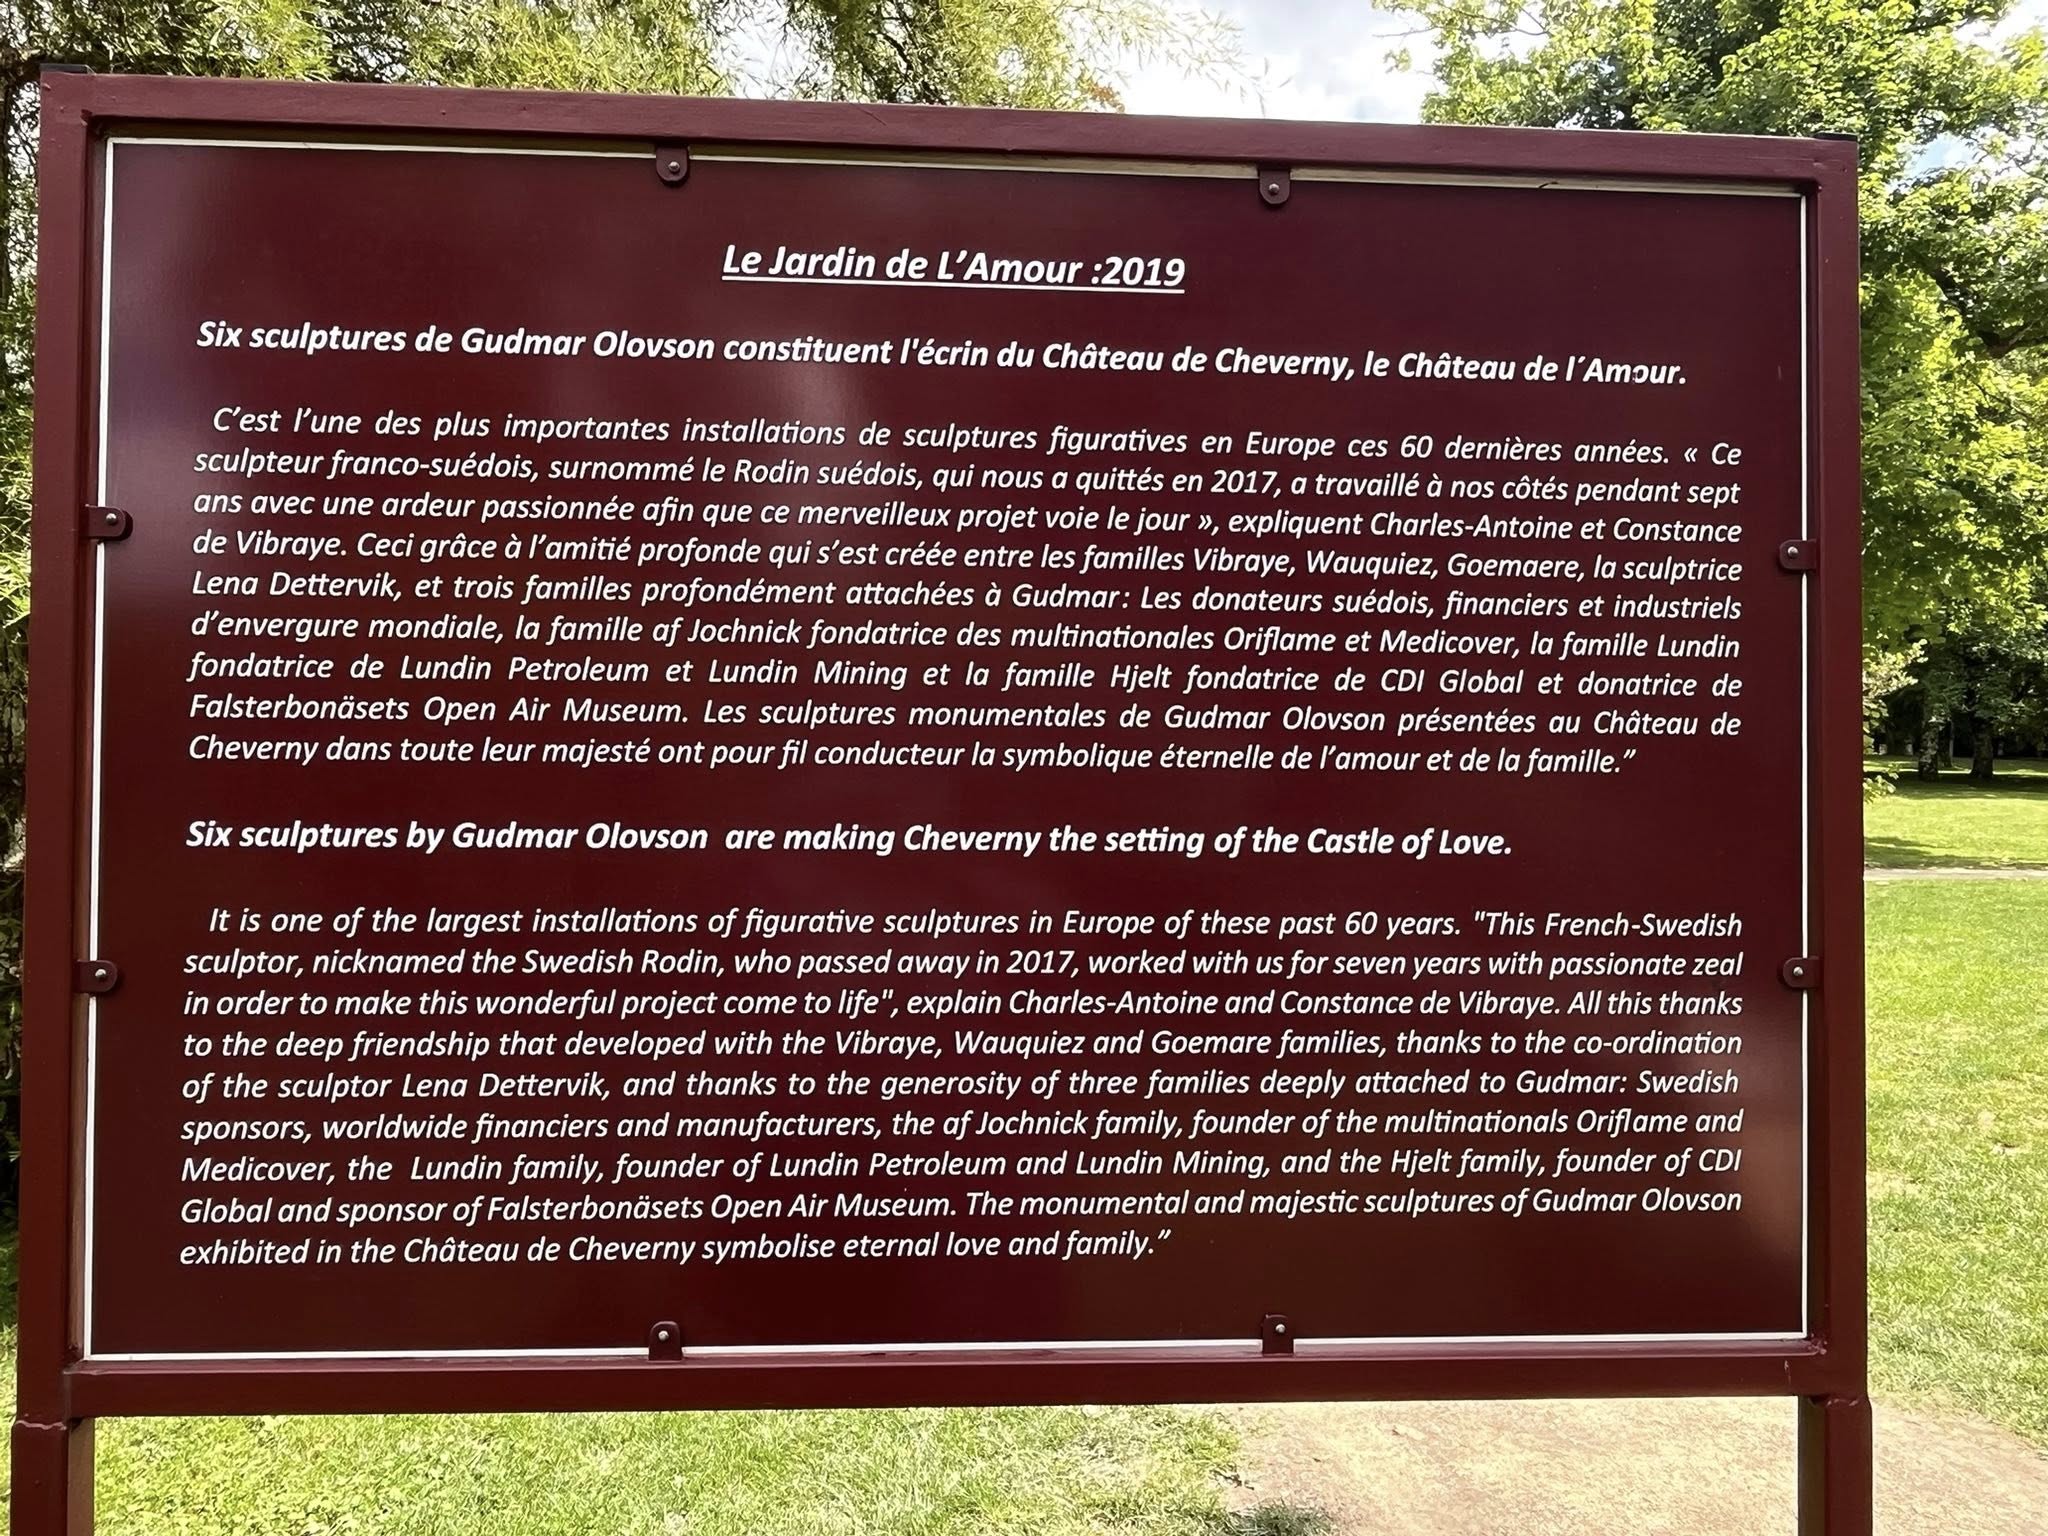 Le Jardin de L’Amour :2019
Six sculptures de Gudmar Olovson constituent l'écrin du Château de Cheverny, le Château de l´Amour.
C’est l’une des plus importantes installations de sculptures figuratives en Europe ces 60 dernières années. « Ce
sculpteur franco-suédois, surnommé le Rodin suédois, qui nous a quittés en 2017, a travaillé à nos côtés pendant sept
ans avec une ardeur passionnée afin que ce merveilleux projet voie le jour », expliquent Charles-Antoine et Constance
de Vibraye. Ceci grâce à l’amitié profonde qui s’est créée entre les familles Vibraye, Wauquiez, Goemaere, la sculptrice
Lena Dettervik, et trois familles profondément attachées à Gudmar: Les donateurs suédois, financiers et industriels
d’envergure mondiale, la famille af Jochnick fondatrice des multinationales Oriflame et Medicover, la famille Lundin
fondatrice de Lundin Petroleum et Lundin Mining et la famille Hjelt fondatrice de CDI Global et donatrice de
Falsterbonäsets Open Air Museum. Les sculptures monumentales de Gudmar Olovson présentées au Château de
Cheverny dans toute leur majesté ont pour fil conducteur la symbolique éternelle de l’amour et de la famille.”
Six sculptures by Gudmar Olovson are making Cheverny the setting of the Castle of Love.
It is one of the largest installations of figurative sculptures in Europe of these past 60 years. "This French-Swedish
sculptor, nicknamed the Swedish Rodin, who passed away in 2017, worked with us for seven years with passionate zeal
in order to make this wonderful project come to life", explain Charles-Antoine and Constance de Vibraye. All this thanks
to the deep friendship that developed with the Vibraye, Wauquiez and Goemare families, thanks to the co-ordination
of the sculptor Lena Dettervik, and thanks to the generosity of three families deeply attached to Gudmar: Swedish
sponsors, worldwide financiers and manufacturers, the af Jochnick family, founder of the multinationals Oriflame and
Medicover, the Lundin family, founder of Lundin Petroleum and Lundin Mining, and the Hjelt family, founder of CDI
Global and sponsor of Falsterbonäsets Open Air Museum. The monumental and majestic sculptures of Gudmar Olovson
exhibited in the Château de Cheverny symbolise eternal love and family.”